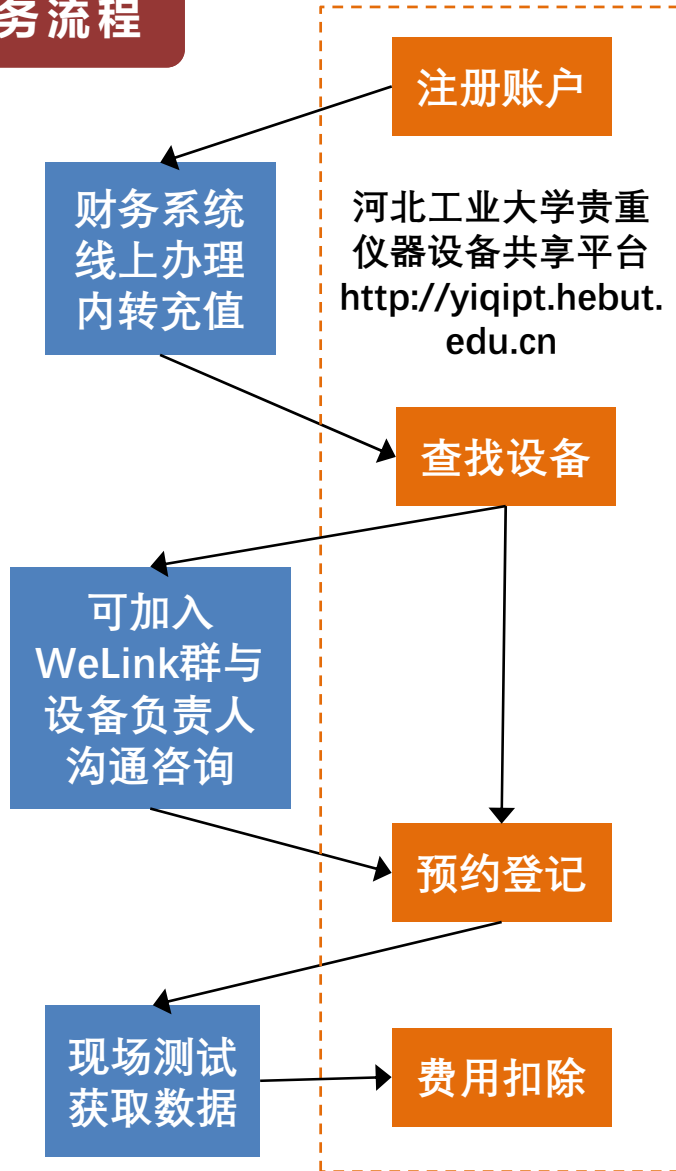 务流程
注册账户
财务系统
线上办理
内转充值
河北工业大学贵重
仪器设备共享平台
http://yiqipt.hebut.
edu.cn
查找设备
可加入
WeLink群与
设备负责人
沟通咨询
预约登记
现场测试
获取数据
费用扣除